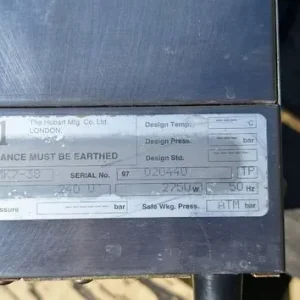 The Hobart Mfg. Co. Ltd
LONDON.
Design Temp. °C
Design Press. bar
Design Std.
ANCE MUST BE EARTHED
SERIAL No. 97 020440 TP
240 V 2750 W 50 Hz
essure bar Safe Wkg. Press. ATM bar